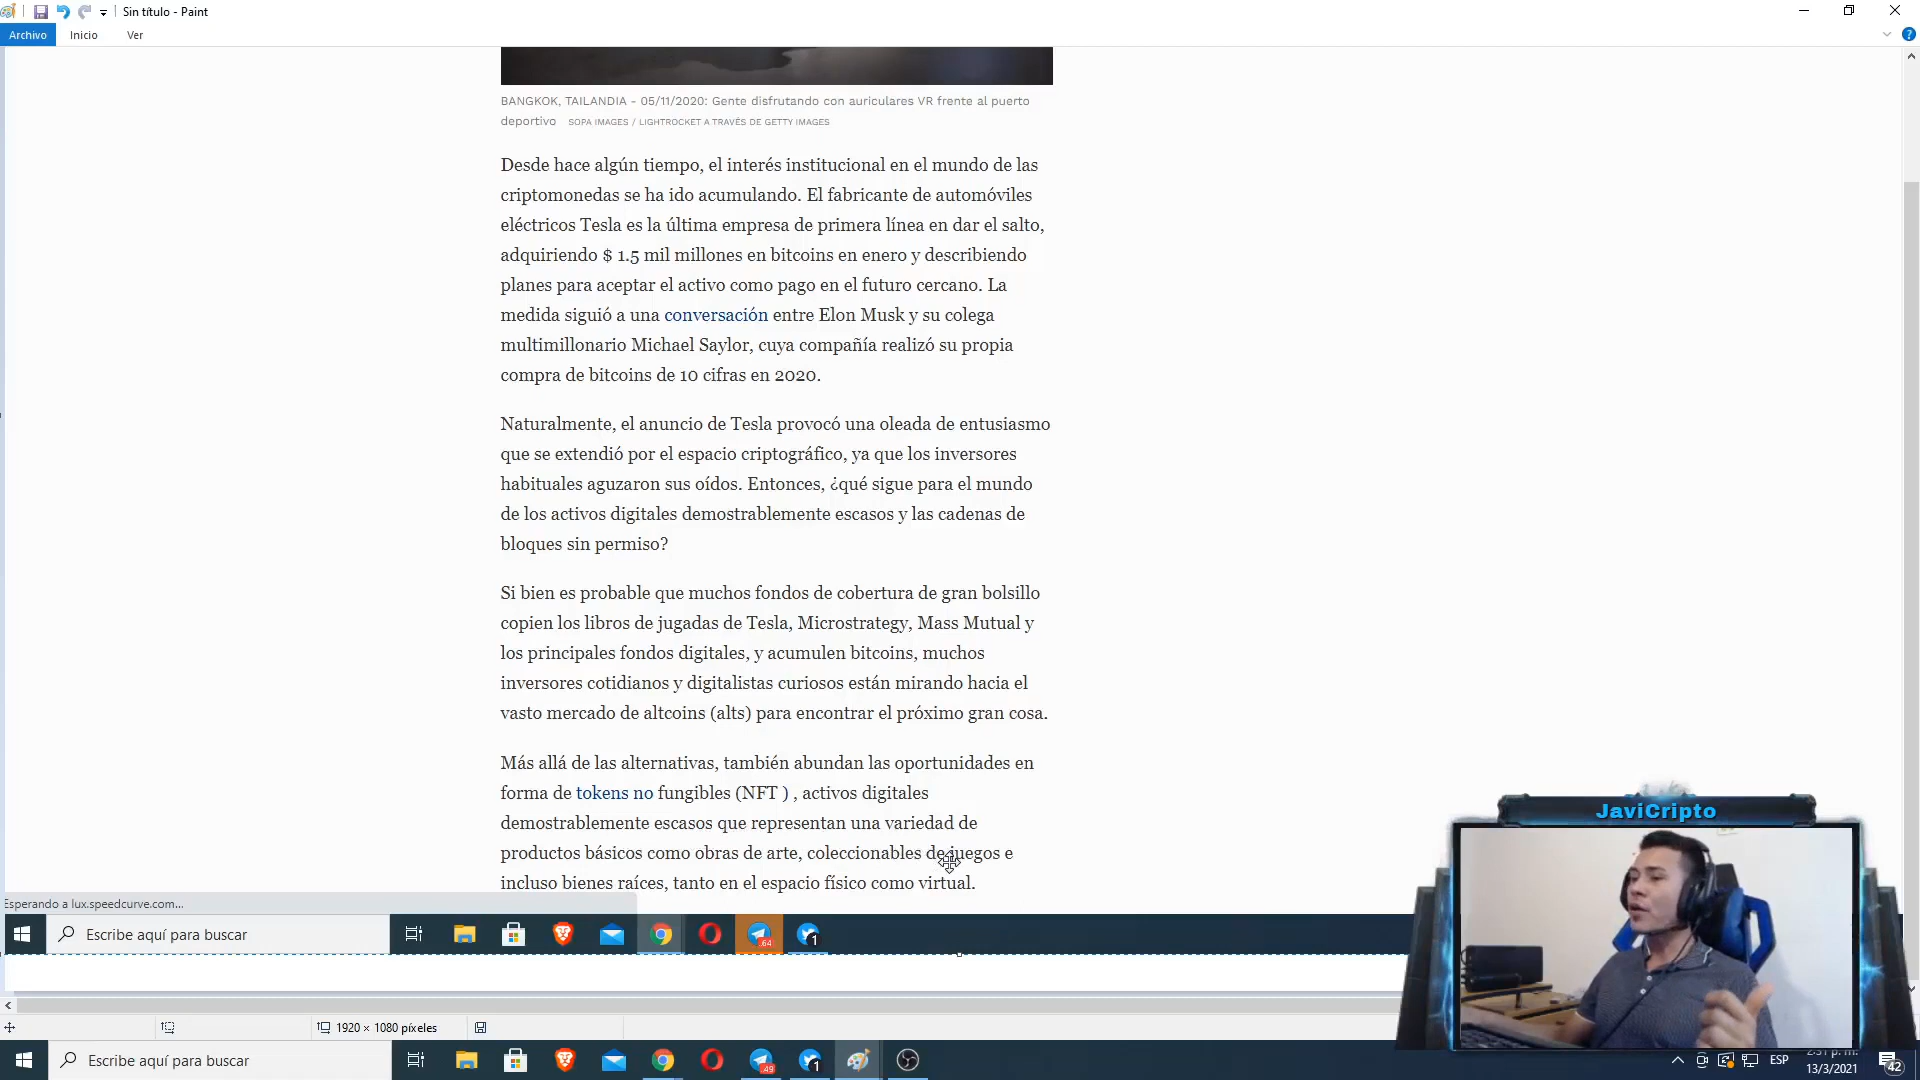 Sin título - Paint
Archivo
Inicio
Ver
BANGKOK, TAILANDIA - 05/11/2020: Gente disfrutando con auriculares VR frente al puerto
deportivo SOPA IMAGES / LIGHTROCKET A TRAVÉS DE GETTY IMAGES
Desde hace algún tiempo, el interés institucional en el mundo de las
criptomonedas se ha ido acumulando. El fabricante de automóviles
eléctricos Tesla es la última empresa de primera línea en dar el salto,
adquiriendo $ 1.5 mil millones en bitcoins en enero y describiendo
planes para aceptar el activo como pago en el futuro cercano. La
medida siguió a una conversación entre Elon Musk y su colega
multimillonario Michael Saylor, cuya compañía realizó su propia
compra de bitcoins de 10 cifras en 2020.
Naturalmente, el anuncio de Tesla provocó una oleada de entusiasmo
que se extendió por el espacio criptográfico, ya que los inversores
habituales aguzaron sus oídos. Entonces, ¿qué sigue para el mundo
de los activos digitales demostrablemente escasos y las cadenas de
bloques sin permiso?
Si bien es probable que muchos fondos de cobertura de gran bolsillo
copien los libros de jugadas de Tesla, Microstrategy, Mass Mutual y
los principales fondos digitales, y acumulen bitcoins, muchos
inversores cotidianos y digitalistas curiosos están mirando hacia el
vasto mercado de altcoins (alts) para encontrar el próximo gran cosa.
Más allá de las alternativas, también abundan las oportunidades en
forma de tokens no fungibles (NFT ) , activos digitales
demostrablemente escasos que representan una variedad de
productos básicos como obras de arte, coleccionables de juegos e
incluso bienes raíces, tanto en el espacio físico como virtual.
JaviCripto
Esperando a lux.speedcurve.com...
Escribe aquí para buscar
64
1
1920 × 1080 píxeles
Escribe aquí para buscar
49
1
ESP
2:31 p. m.
13/3/2021
42